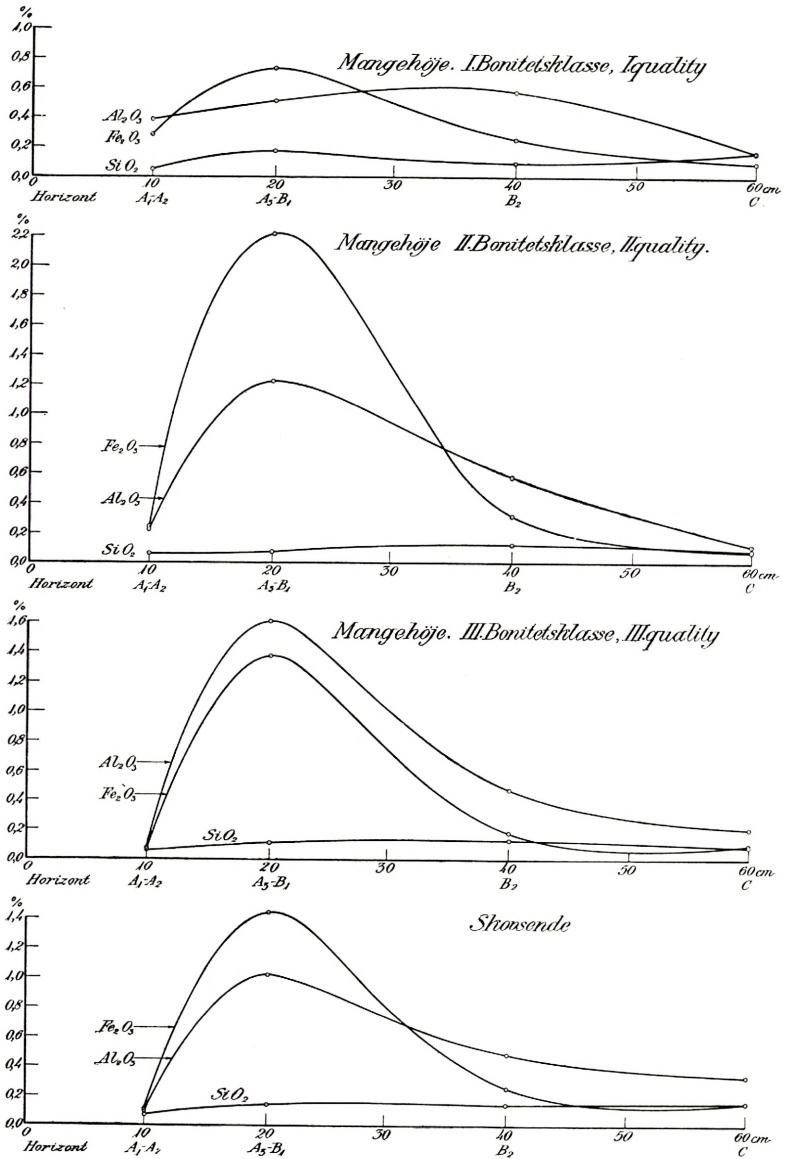 %
1,0
Mangehöje. I.Bonitetsklasse, I.quality
0,8
0,6
Al₂O₃
0,4
Fe₂O₃
0,2
SiO₂
0,0
0 10 20 30 40 50 60 cm
Horizont A₁-A₂ A₃-B₁ B₂ C
%
2,2
Mangehöje II.Bonitetsklasse, II.quality.
2,0
1,8
1,6
1,4
1,2
1,0
0,8
Fe₂O₃
0,6
Al₂O₃
0,4
0,2
SiO₂
0,0
0 10 20 30 40 50 60 cm
Horizont A₁-A₂ A₃-B₁ B₂ C
%
1,6
Mangehöje. III.Bonitetsklasse, III.quality
1,4
1,2
1,0
0,8
Al₂O₃
0,6
Fe₂O₃
0,4
0,2
SiO₂
0,0
0 10 20 30 40 50 60 cm
Horizont A₁-A₂ A₃-B₁ B₂ C
%
1,4
Skovsende
1,2
1,0
0,8
Fe₂O₃
0,6
Al₂O₃
0,4
0,2
SiO₂
0,0
0 10 20 30 40 50 60 cm
Horizont A₁-A₂ A₃-B₁ B₂ C